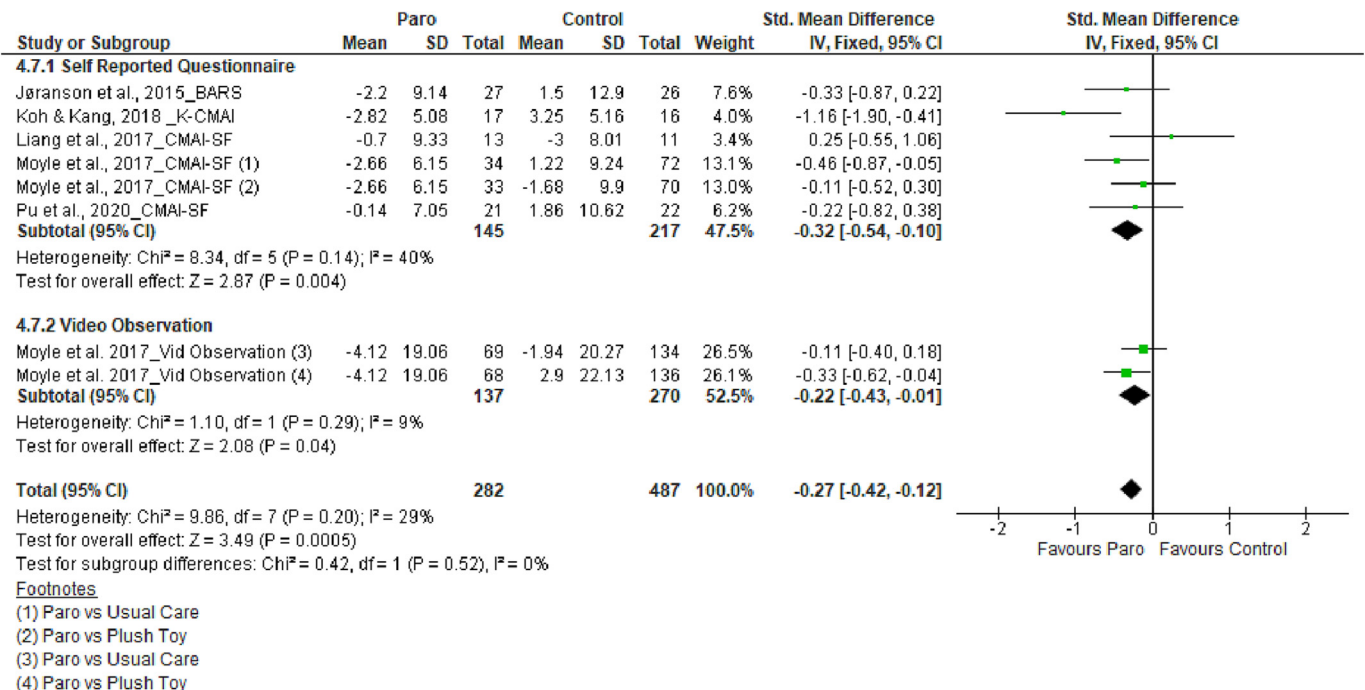 Paro Control Std. Mean Difference Std. Mean Difference
Study or Subgroup Mean SD Total Mean SD Total Weight IV, Fixed, 95% CI IV, Fixed, 95% CI
4.7.1 Self Reported Questionnaire
Jøranson et al., 2015_BARS -2.2 9.14 27 1.5 12.9 26 7.6% -0.33 [-0.87, 0.22]
Koh & Kang, 2018 _K-CMAI -2.82 5.08 17 3.25 5.16 16 4.0% -1.16 [-1.90, -0.41]
Liang et al., 2017_CMAI-SF -0.7 9.33 13 -3 8.01 11 3.4% 0.25 [-0.55, 1.06]
Moyle et al., 2017_CMAI-SF (1) -2.66 6.15 34 1.22 9.24 72 13.1% -0.46 [-0.87, -0.05]
Moyle et al., 2017_CMAI-SF (2) -2.66 6.15 33 -1.68 9.9 70 13.0% -0.11 [-0.52, 0.30]
Pu et al., 2020_CMAI-SF -0.14 7.05 21 1.86 10.62 22 6.2% -0.22 [-0.82, 0.38]
Subtotal (95% CI) 145 217 47.5% -0.32 [-0.54, -0.10]
Heterogeneity: Chi² = 8.34, df = 5 (P = 0.14); I² = 40%
Test for overall effect: Z = 2.87 (P = 0.004)
4.7.2 Video Observation
Moyle et al. 2017_Vid Observation (3) -4.12 19.06 69 -1.94 20.27 134 26.5% -0.11 [-0.40, 0.18]
Moyle et al. 2017_Vid Observation (4) -4.12 19.06 68 2.9 22.13 136 26.1% -0.33 [-0.62, -0.04]
Subtotal (95% CI) 137 270 52.5% -0.22 [-0.43, -0.01]
Heterogeneity: Chi² = 1.10, df = 1 (P = 0.29); I² = 9%
Test for overall effect: Z = 2.08 (P = 0.04)
Total (95% CI) 282 487 100.0% -0.27 [-0.42, -0.12]
Heterogeneity: Chi² = 9.86, df = 7 (P = 0.20); I² = 29%
Test for overall effect: Z = 3.49 (P = 0.0005)
Test for subgroup differences: Chi² = 0.42, df = 1 (P = 0.52), I² = 0%
-2 -1 0 1 2
Favours Paro Favours Control
Footnotes
(1) Paro vs Usual Care
(2) Paro vs Plush Toy
(3) Paro vs Usual Care
(4) Paro vs Plush Toy